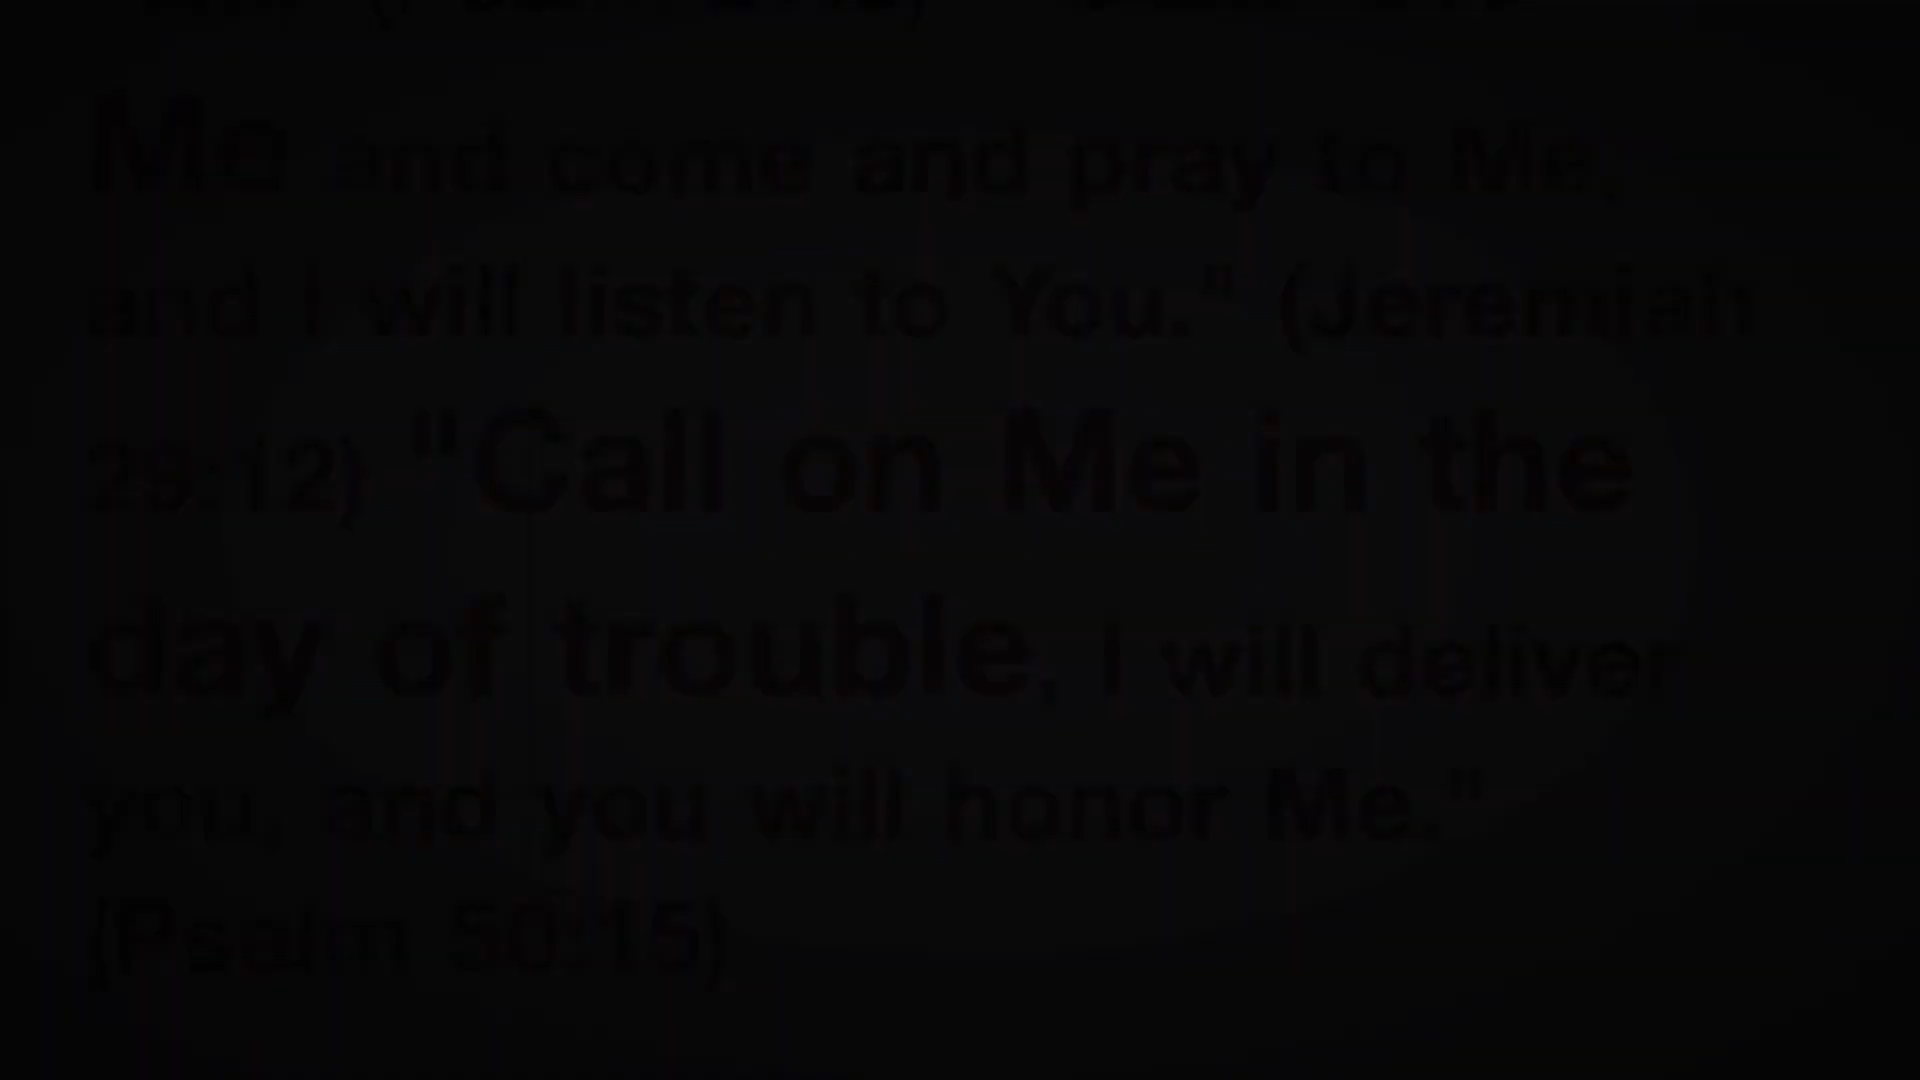 Me and come and pray to Me,
and I will listen to You." (Jeremiah
29:12) "Call on Me in the
day of trouble, I will deliver
you, and you will honor Me."
(Psalm 50:15)